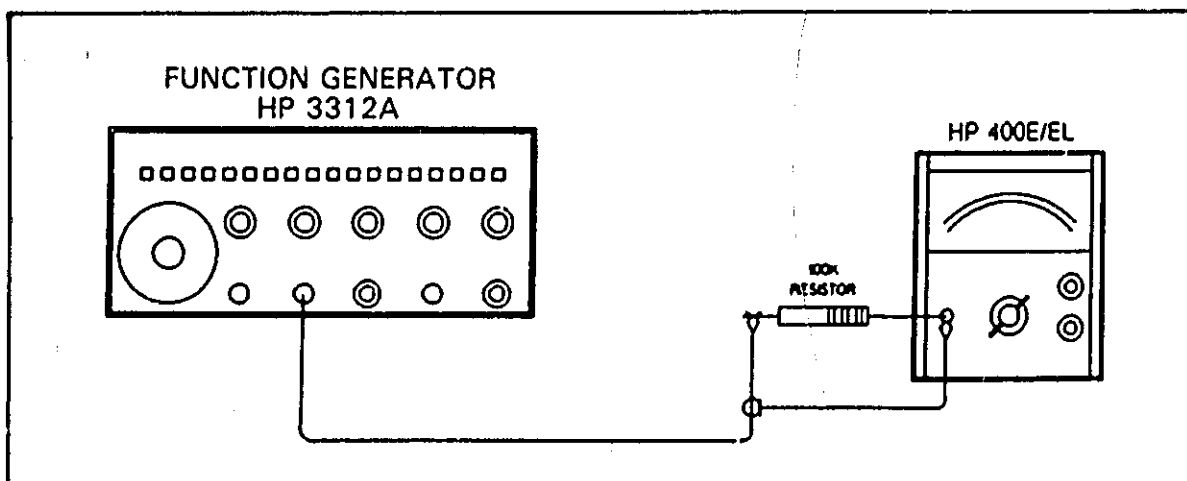 FUNCTION GENERATOR
HP 3312A
HP 400E/EL
100K
RESISTOR